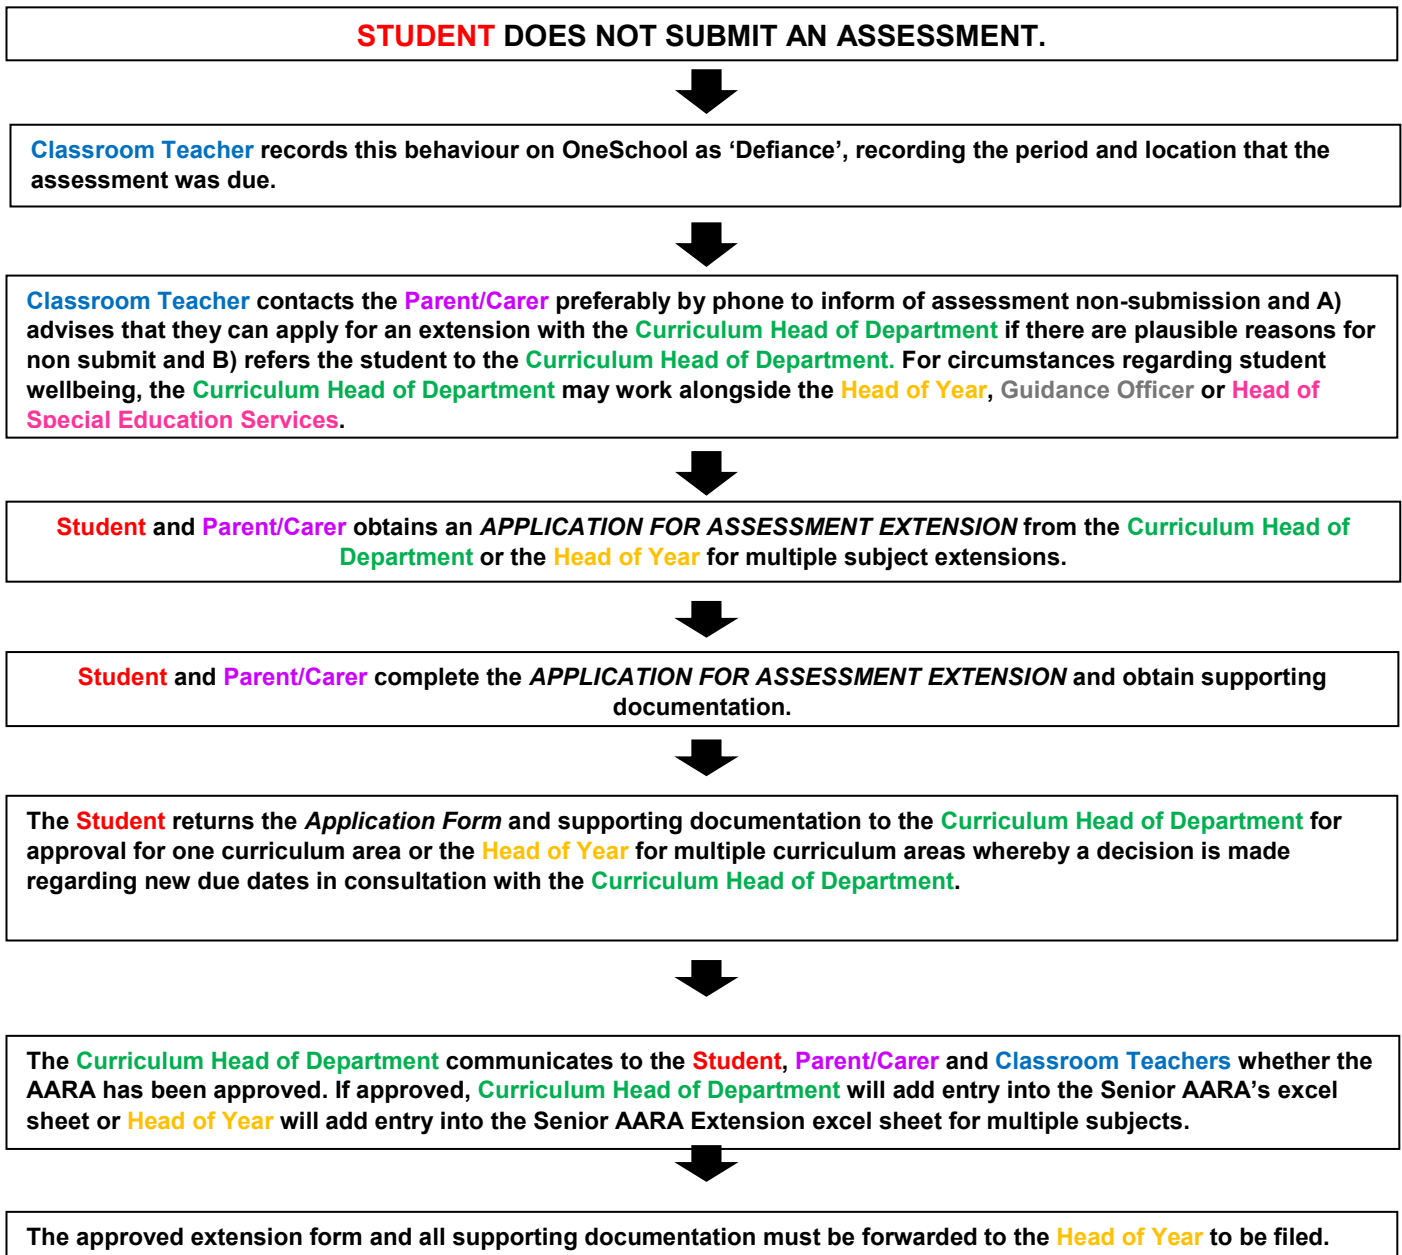 STUDENT DOES NOT SUBMIT AN ASSESSMENT.
Classroom Teacher records this behaviour on OneSchool as ‘Defiance’, recording the period and location that the
assessment was due.
Classroom Teacher contacts the Parent/Carer preferably by phone to inform of assessment non-submission and A)
advises that they can apply for an extension with the Curriculum Head of Department if there are plausible reasons for
non submit and B) refers the student to the Curriculum Head of Department. For circumstances regarding student
wellbeing, the Curriculum Head of Department may work alongside the Head of Year, Guidance Officer or Head of
Special Education Services.
Student and Parent/Carer obtains an APPLICATION FOR ASSESSMENT EXTENSION from the Curriculum Head of
Department or the Head of Year for multiple subject extensions.
Student and Parent/Carer complete the APPLICATION FOR ASSESSMENT EXTENSION and obtain supporting
documentation.
The Student returns the Application Form and supporting documentation to the Curriculum Head of Department for
approval for one curriculum area or the Head of Year for multiple curriculum areas whereby a decision is made
regarding new due dates in consultation with the Curriculum Head of Department.
The Curriculum Head of Department communicates to the Student, Parent/Carer and Classroom Teachers whether the
AARA has been approved. If approved, Curriculum Head of Department will add entry into the Senior AARA’s excel
sheet or Head of Year will add entry into the Senior AARA Extension excel sheet for multiple subjects.
The approved extension form and all supporting documentation must be forwarded to the Head of Year to be filed.